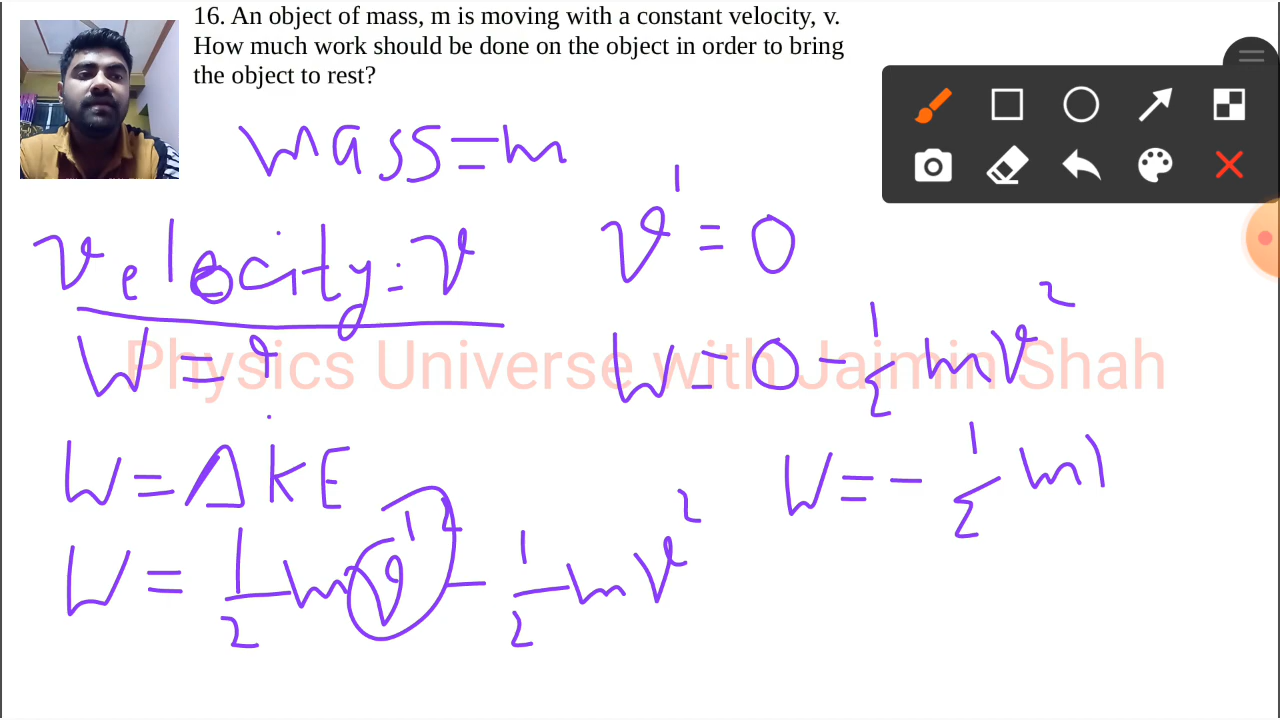 16. An object of mass, m is moving with a constant velocity, v.
How much work should be done on the object in order to bring
the object to rest?
mass = m
velocity = v
v' = 0
W = ?
W = 0 - 1/2 mv²
Physics Universe with Jaimin Shah
W = ΔKE
W = - 1/2 m
W = 1/2 mv'² - 1/2 mv²